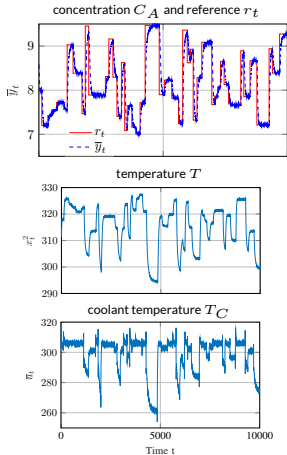 concentration C_A and reference r_t
9
8
7
ȳ_t
r_t
ȳ_t
temperature T
330
320
310
300
290
x_t^2
coolant temperature T_C
320
300
280
260
ū_t
0
5000
10000
Time t